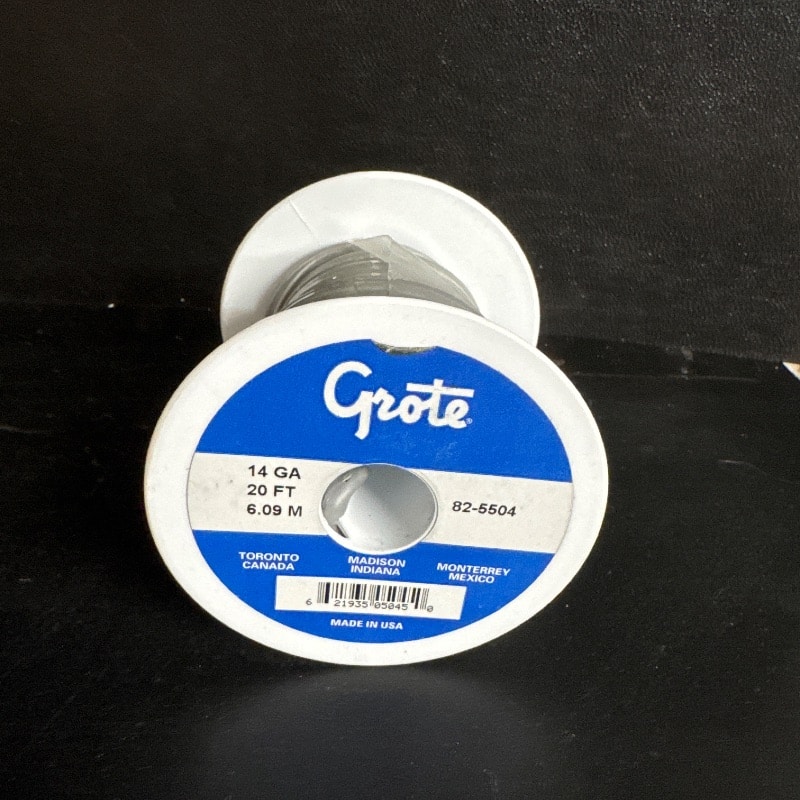 Grote®
14 GA
20 FT
6.09 M
82-5504
TORONTO
CANADA
MADISON
INDIANA
MONTERREY
MEXICO
6 21935 05045 0
MADE IN USA